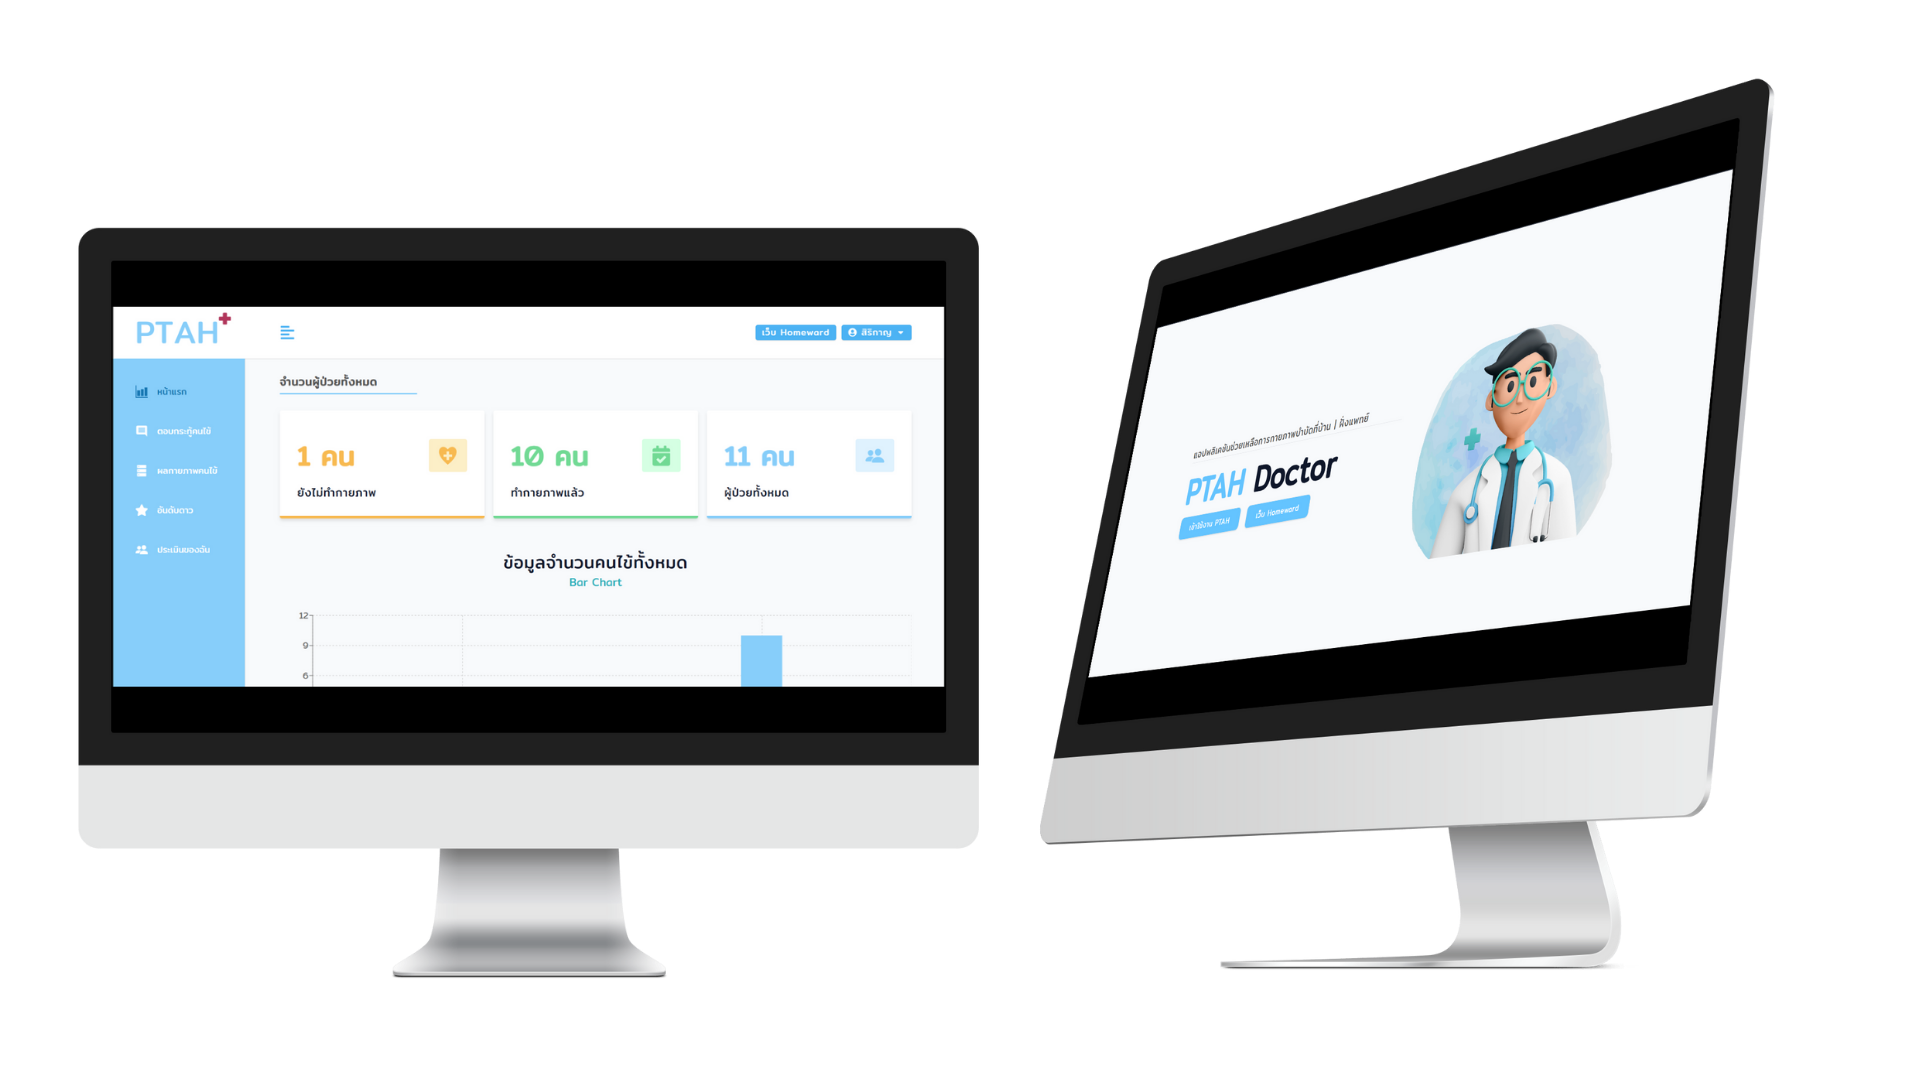 PTAH
เว็บ Homeward
สิริกาญ
หน้าแรก
ตอบกระทู้คนไข้
ผลกายภาพคนไข้
อันดับดาว
ประเมินของฉัน
จำนวนผู้ป่วยทั้งหมด
1 คน
ยังไม่ทำกายภาพ
10 คน
ทำกายภาพแล้ว
11 คน
ผู้ป่วยทั้งหมด
ข้อมูลจำนวนคนไข้ทั้งหมด
Bar Chart
12
9
6
แอปพลิเคชันช่วยเหลือการกายภาพบำบัดที่บ้าน | ฝั่งแพทย์
PTAH Doctor
เข้าใช้งาน PTAH
เว็บ Homeward